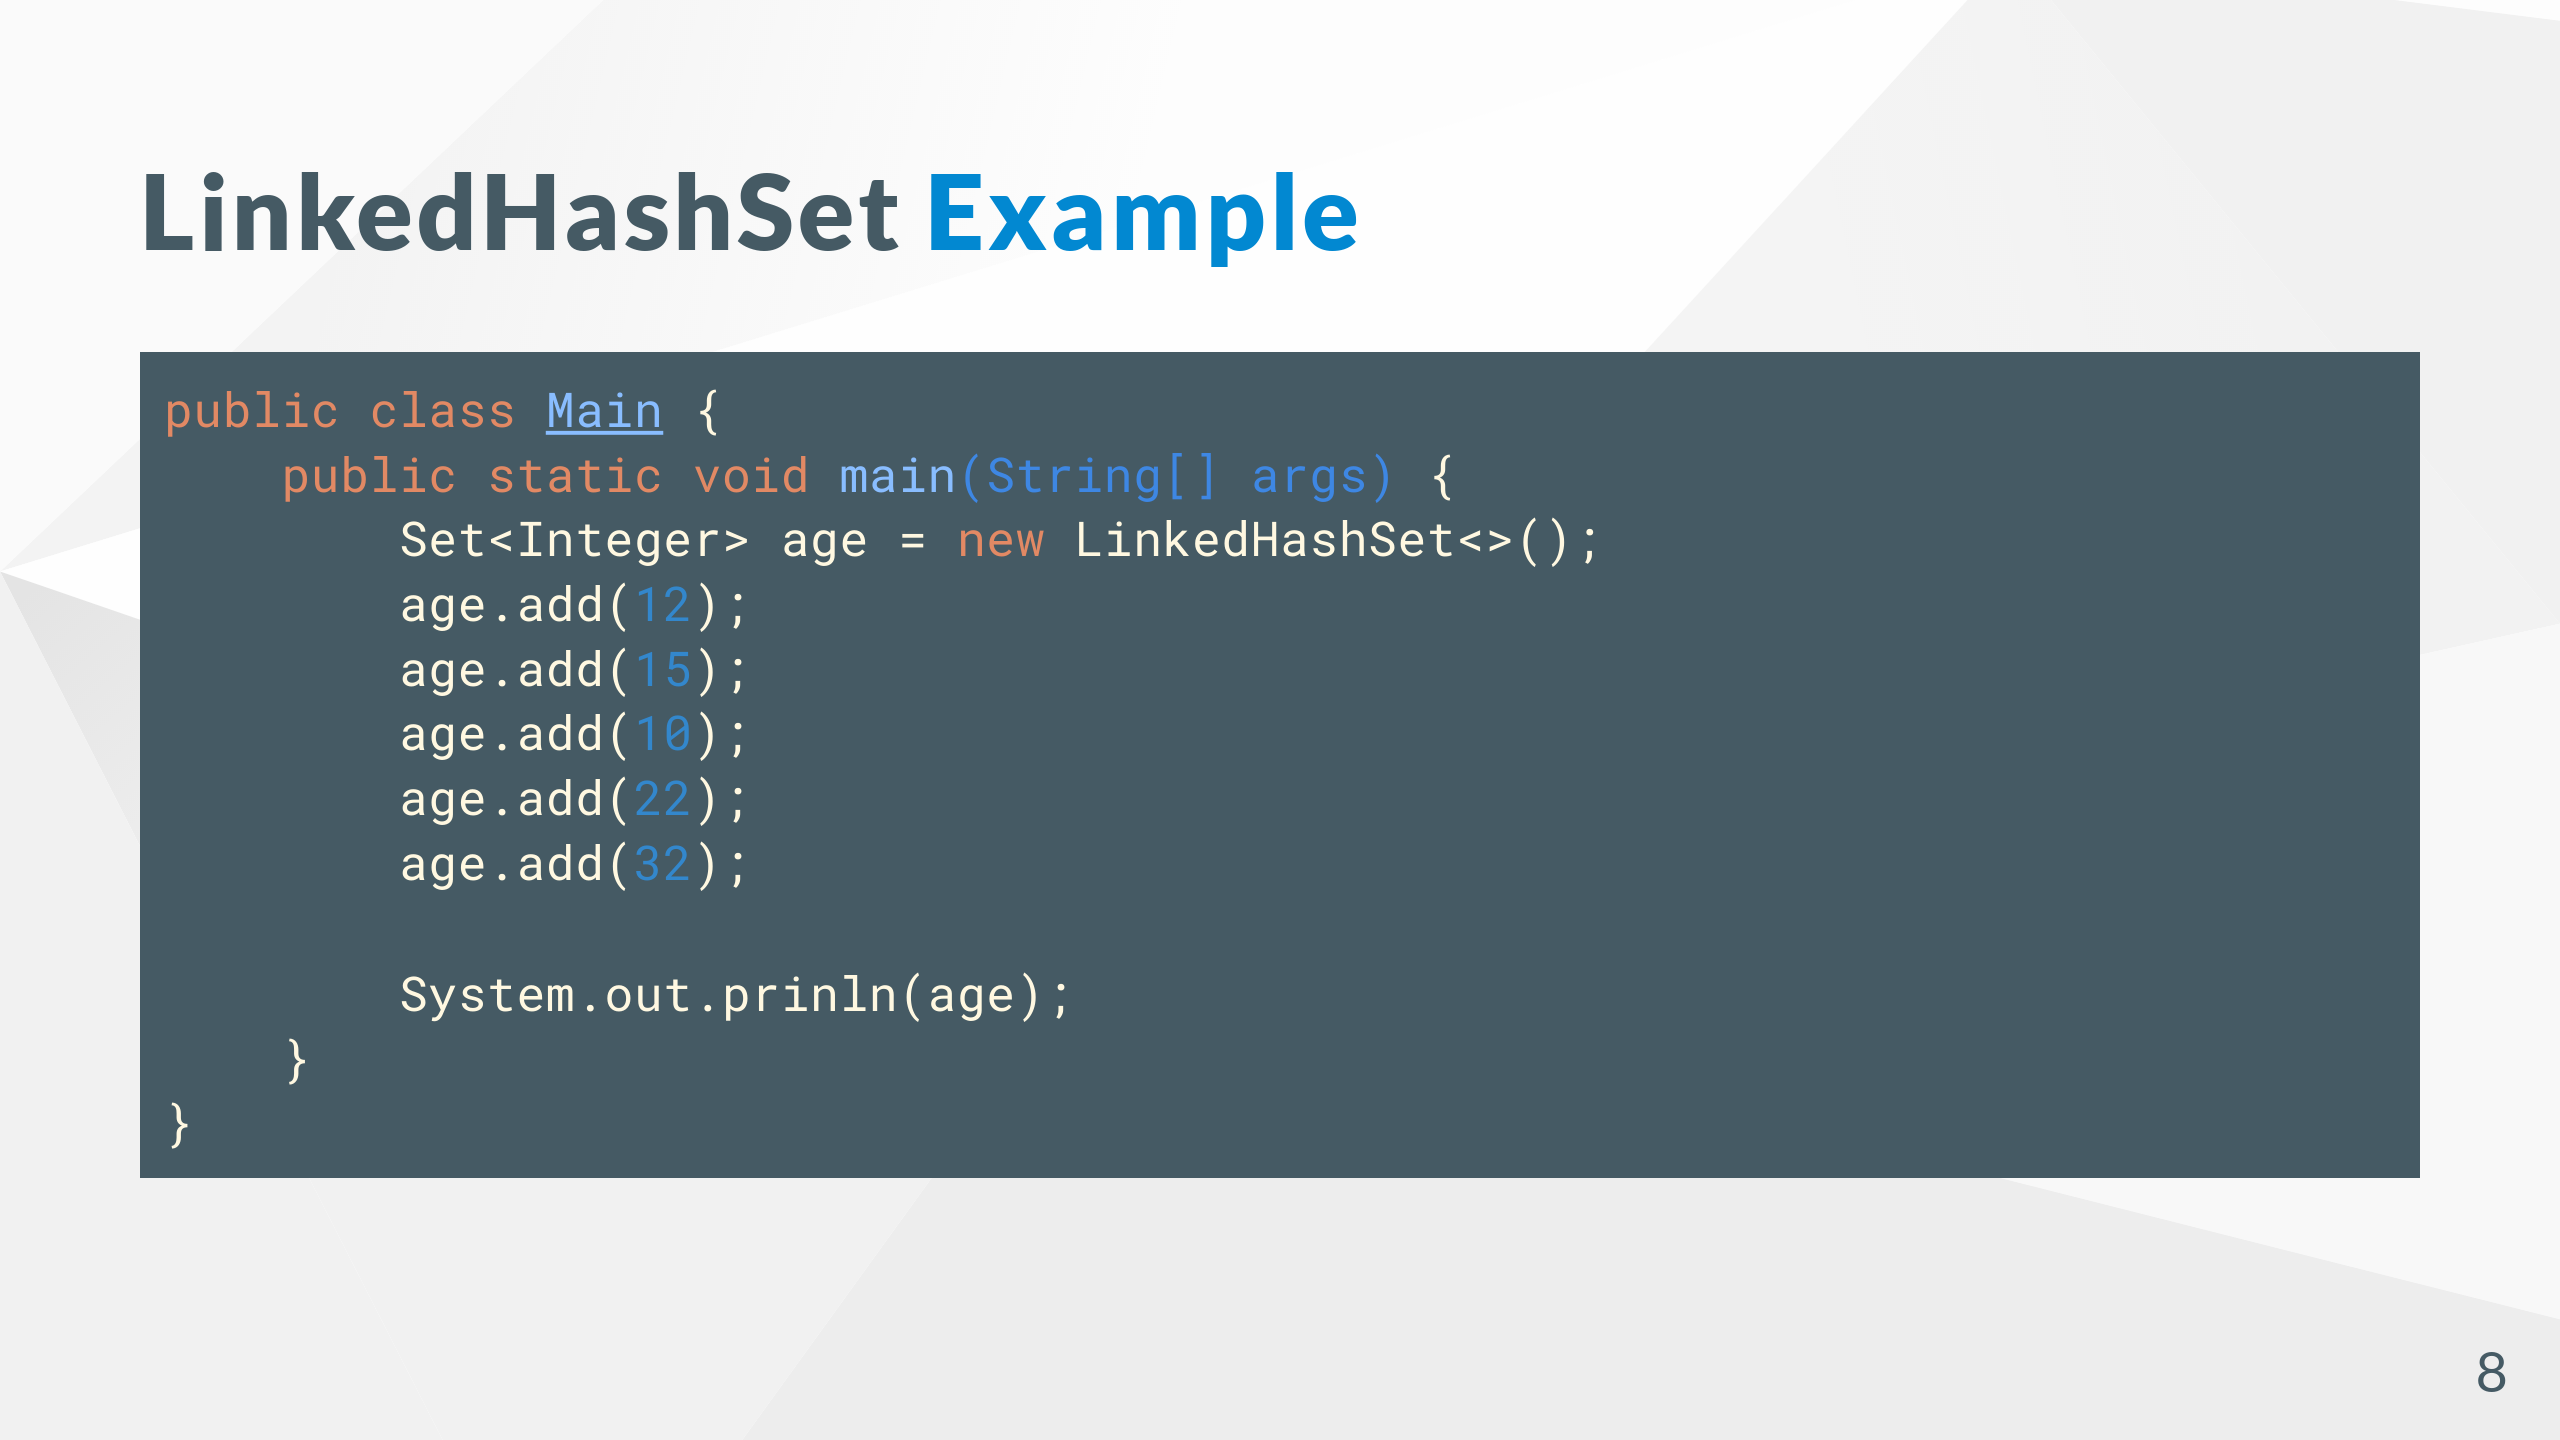 LinkedHashSet Example
public class Main {
    public static void main(String[] args) {
        Set<Integer> age = new LinkedHashSet<>();
        age.add(12);
        age.add(15);
        age.add(10);
        age.add(22);
        age.add(32);
        System.out.prinln(age);
    }
}
8